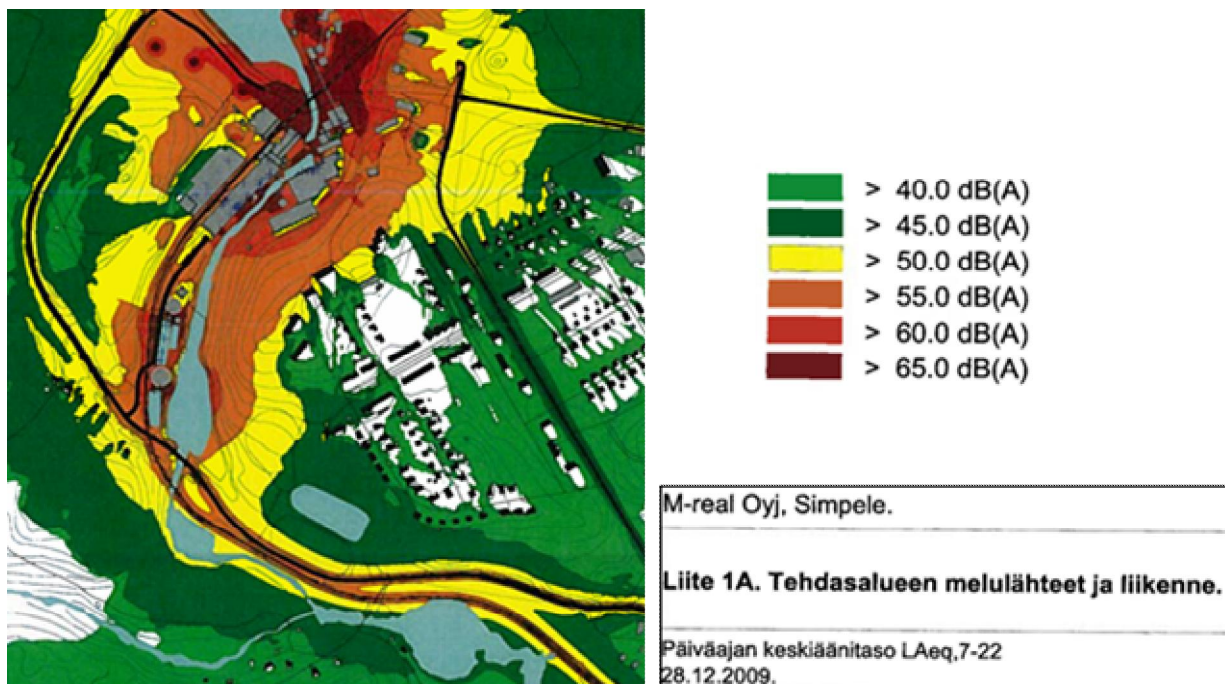 > 40.0 dB(A)
> 45.0 dB(A)
> 50.0 dB(A)
> 55.0 dB(A)
> 60.0 dB(A)
> 65.0 dB(A)
M-real Oyj, Simpele.
Liite 1A. Tehdasalueen melulähteet ja liikenne.
Päiväajan keskiäänitaso LAeq,7-22
28.12.2009.